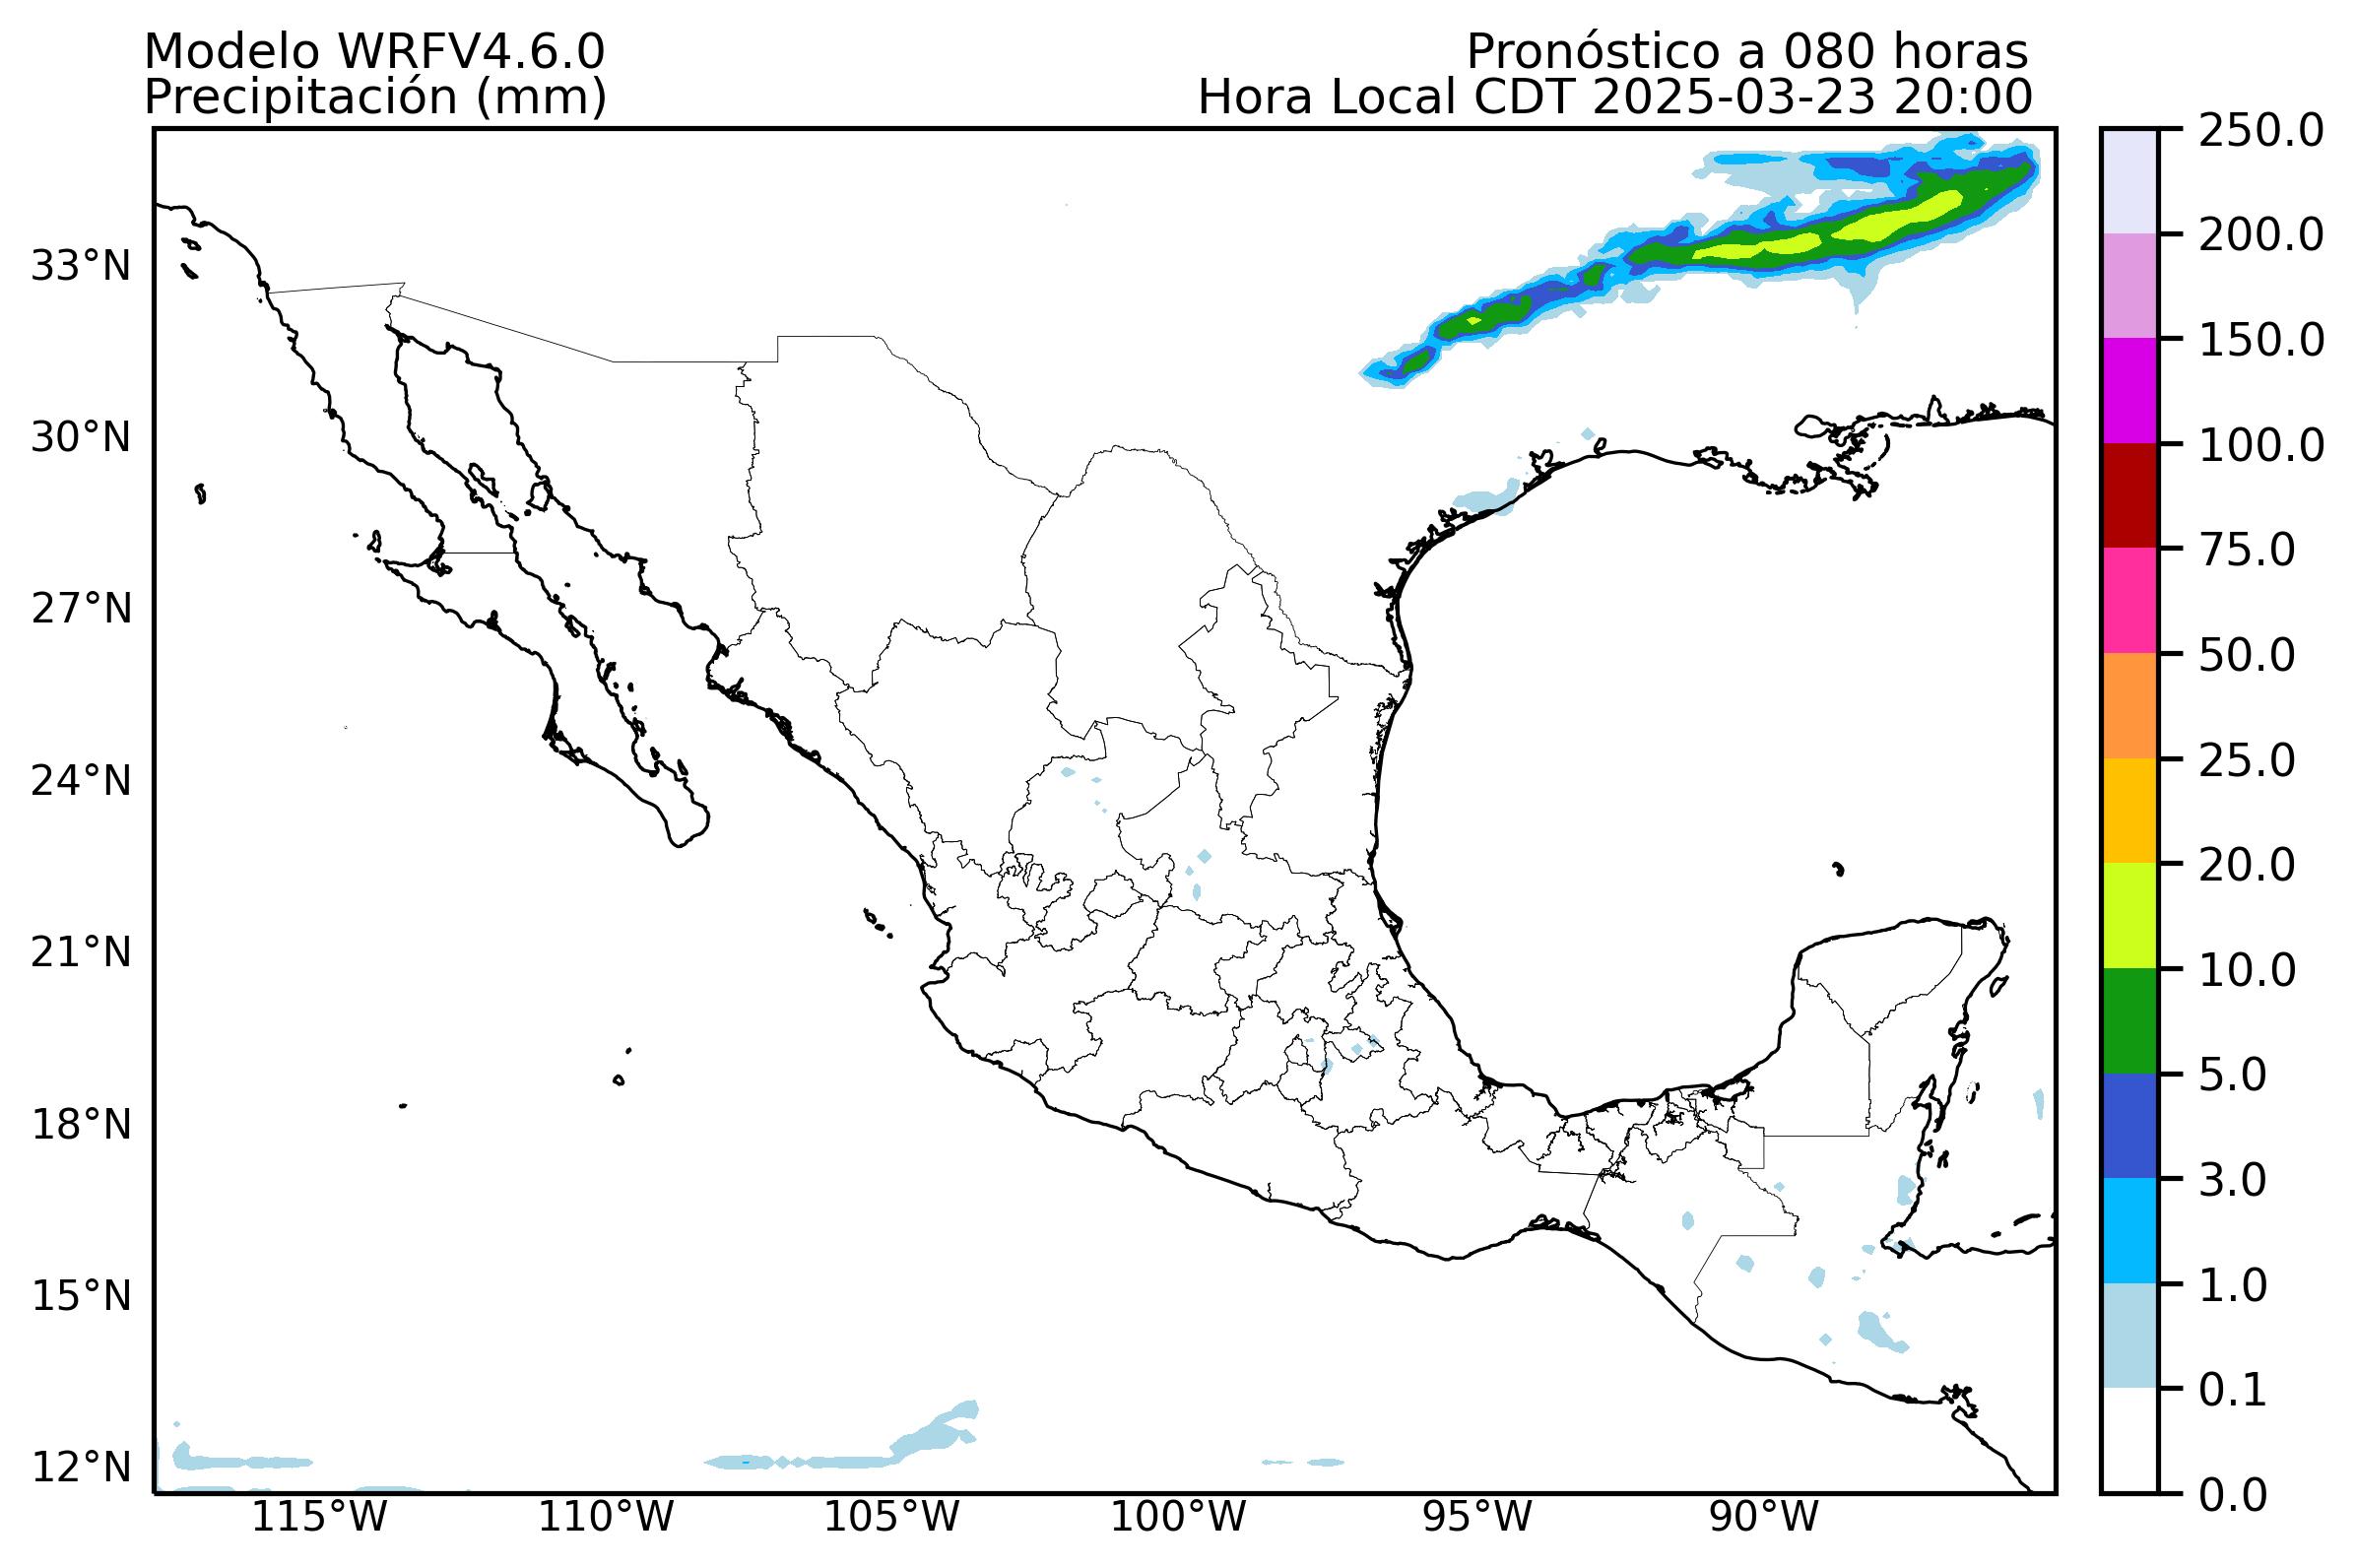 Modelo WRFV4.6.0
Precipitación (mm)
Pronóstico a 080 horas
Hora Local CDT 2025-03-23 20:00
33°N
30°N
27°N
24°N
21°N
18°N
15°N
12°N
115°W
110°W
105°W
100°W
95°W
90°W
250.0
200.0
150.0
100.0
75.0
50.0
25.0
20.0
10.0
5.0
3.0
1.0
0.1
0.0